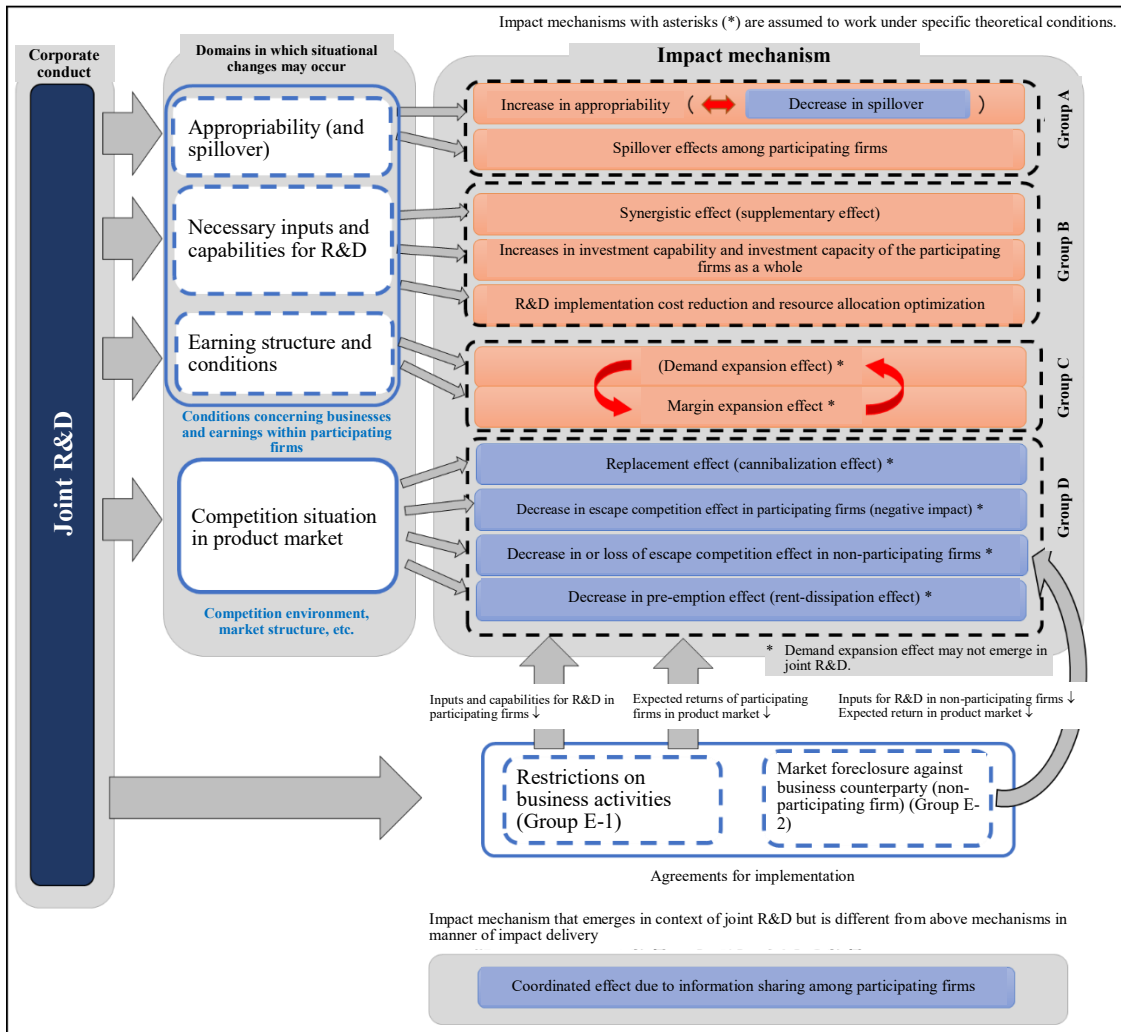 Impact mechanisms with asterisks (*) are assumed to work under specific theoretical conditions.
Corporate
conduct
Domains in which situational
changes may occur
Impact mechanism
Joint R&D
Appropriability (and
spillover)
Necessary inputs and
capabilities for R&D
Earning structure and
conditions
Conditions concerning businesses
and earnings within participating
firms
Competition situation
in product market
Competition environment,
market structure, etc.
Increase in appropriability ( Decrease in spillover )
Spillover effects among participating firms
Group A
Synergistic effect (supplementary effect)
Increases in investment capability and investment capacity of the participating
firms as a whole
R&D implementation cost reduction and resource allocation optimization
Group B
(Demand expansion effect) *
Margin expansion effect *
Group C
Replacement effect (cannibalization effect) *
Decrease in escape competition effect in participating firms (negative impact) *
Decrease in or loss of escape competition effect in non-participating firms *
Decrease in pre-emption effect (rent-dissipation effect) *
Group D
* Demand expansion effect may not emerge in
joint R&D.
Inputs and capabilities for R&D in
participating firms ↓
Expected returns of participating
firms in product market ↓
Inputs for R&D in non-participating firms ↓
Expected return in product market ↓
Restrictions on
business activities
(Group E-1)
Market foreclosure against
business counterparty (non-
participating firm) (Group E-
2)
Agreements for implementation
Impact mechanism that emerges in context of joint R&D but is different from above mechanisms in
manner of impact delivery
Coordinated effect due to information sharing among participating firms